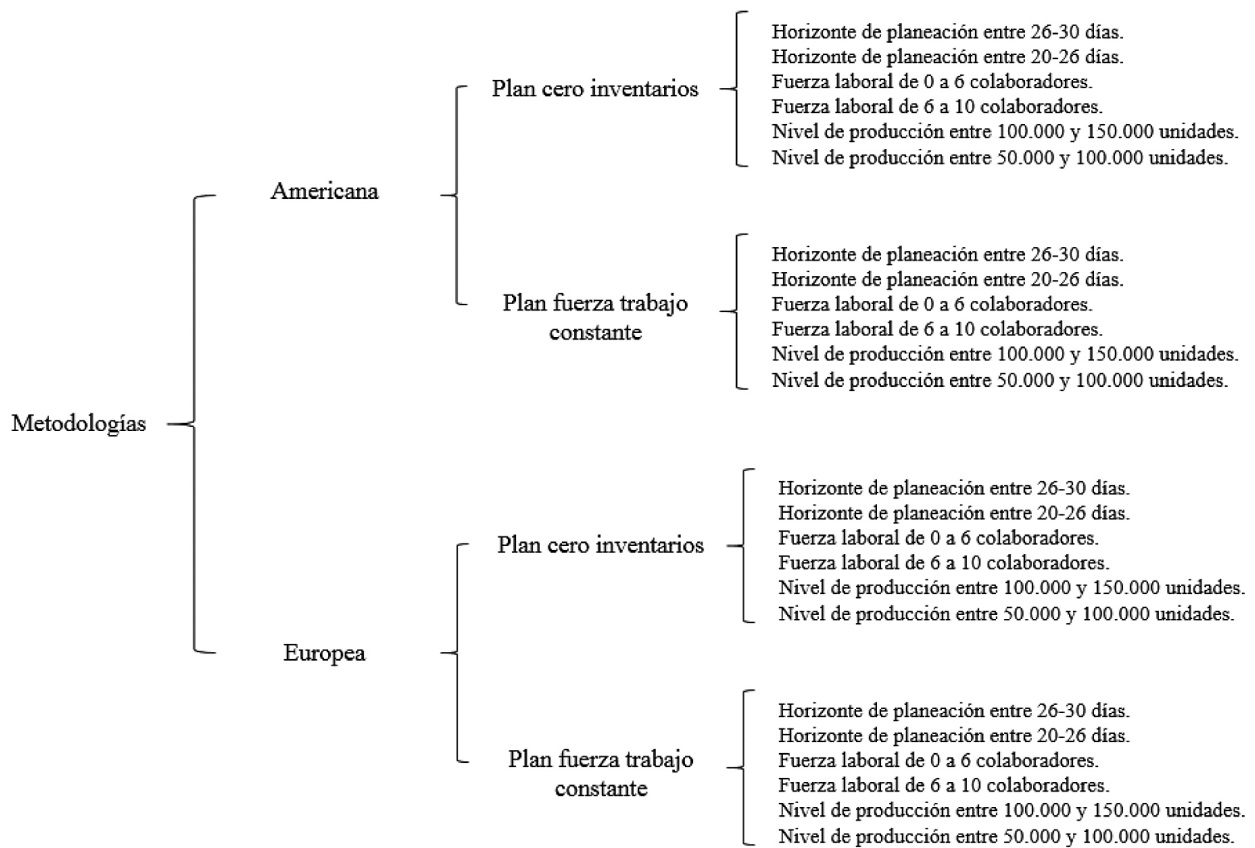 Metodologías
Americana
Plan cero inventarios
Horizonte de planeación entre 26-30 días.
Horizonte de planeación entre 20-26 días.
Fuerza laboral de 0 a 6 colaboradores.
Fuerza laboral de 6 a 10 colaboradores.
Nivel de producción entre 100.000 y 150.000 unidades.
Nivel de producción entre 50.000 y 100.000 unidades.
Plan fuerza trabajo
constante
Horizonte de planeación entre 26-30 días.
Horizonte de planeación entre 20-26 días.
Fuerza laboral de 0 a 6 colaboradores.
Fuerza laboral de 6 a 10 colaboradores.
Nivel de producción entre 100.000 y 150.000 unidades.
Nivel de producción entre 50.000 y 100.000 unidades.
Europea
Plan cero inventarios
Horizonte de planeación entre 26-30 días.
Horizonte de planeación entre 20-26 días.
Fuerza laboral de 0 a 6 colaboradores.
Fuerza laboral de 6 a 10 colaboradores.
Nivel de producción entre 100.000 y 150.000 unidades.
Nivel de producción entre 50.000 y 100.000 unidades.
Plan fuerza trabajo
constante
Horizonte de planeación entre 26-30 días.
Horizonte de planeación entre 20-26 días.
Fuerza laboral de 0 a 6 colaboradores.
Fuerza laboral de 6 a 10 colaboradores.
Nivel de producción entre 100.000 y 150.000 unidades.
Nivel de producción entre 50.000 y 100.000 unidades.